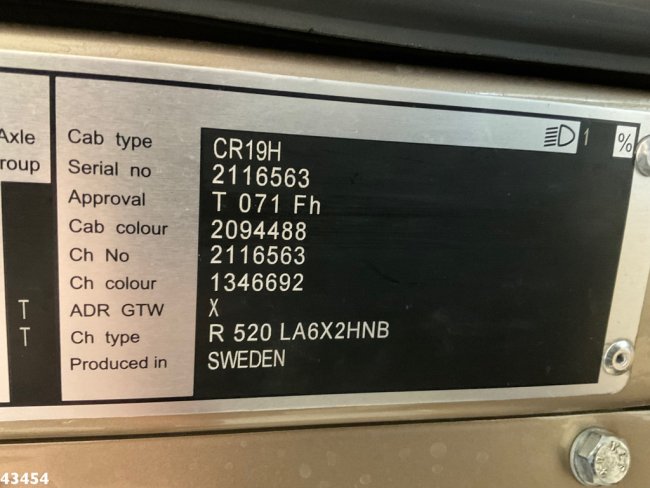 Axle
roup
Cab type CR19H 1 %
Serial no 2116563
Approval T 071 Fh
Cab colour 2094488
Ch No 2116563
Ch colour 1346692
T ADR GTW X
T Ch type R 520 LA6X2HNB
Produced in SWEDEN
43454